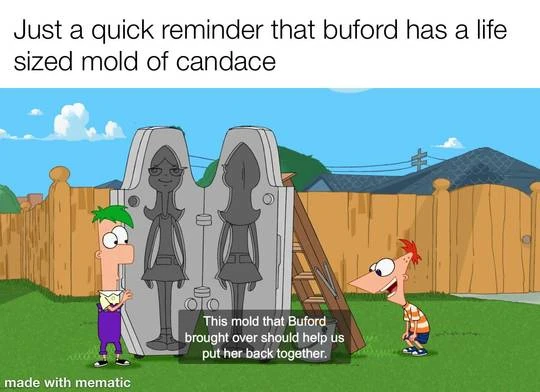 Just a quick reminder that buford has a life
sized mold of candace
This mold that Buford
brought over should help us
put her back together.
made with mematic